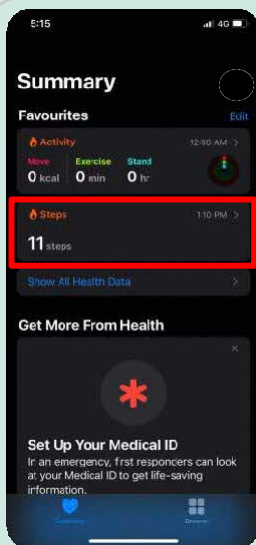 5:15
4G
Summary
Favourites
Edit
Activity
12:00 AM
Move
Exercise
Stand
0 kcal
0 min
0 hr
Steps
1:10 PM
11 steps
Show All Health Data
Get More From Health
Set Up Your Medical ID
In an emergency, first responders can look
at your Medical ID to get life-saving
information.
Summary
Browse